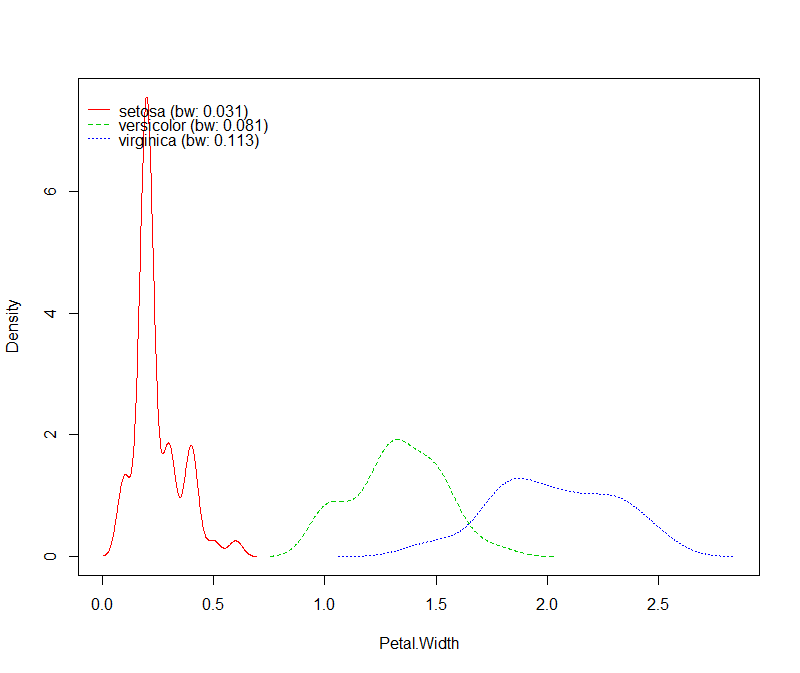 setosa (bw: 0.031)
versicolor (bw: 0.081)
virginica (bw: 0.113)
6
4
2
0
Density
0.0 0.5 1.0 1.5 2.0 2.5
Petal.Width